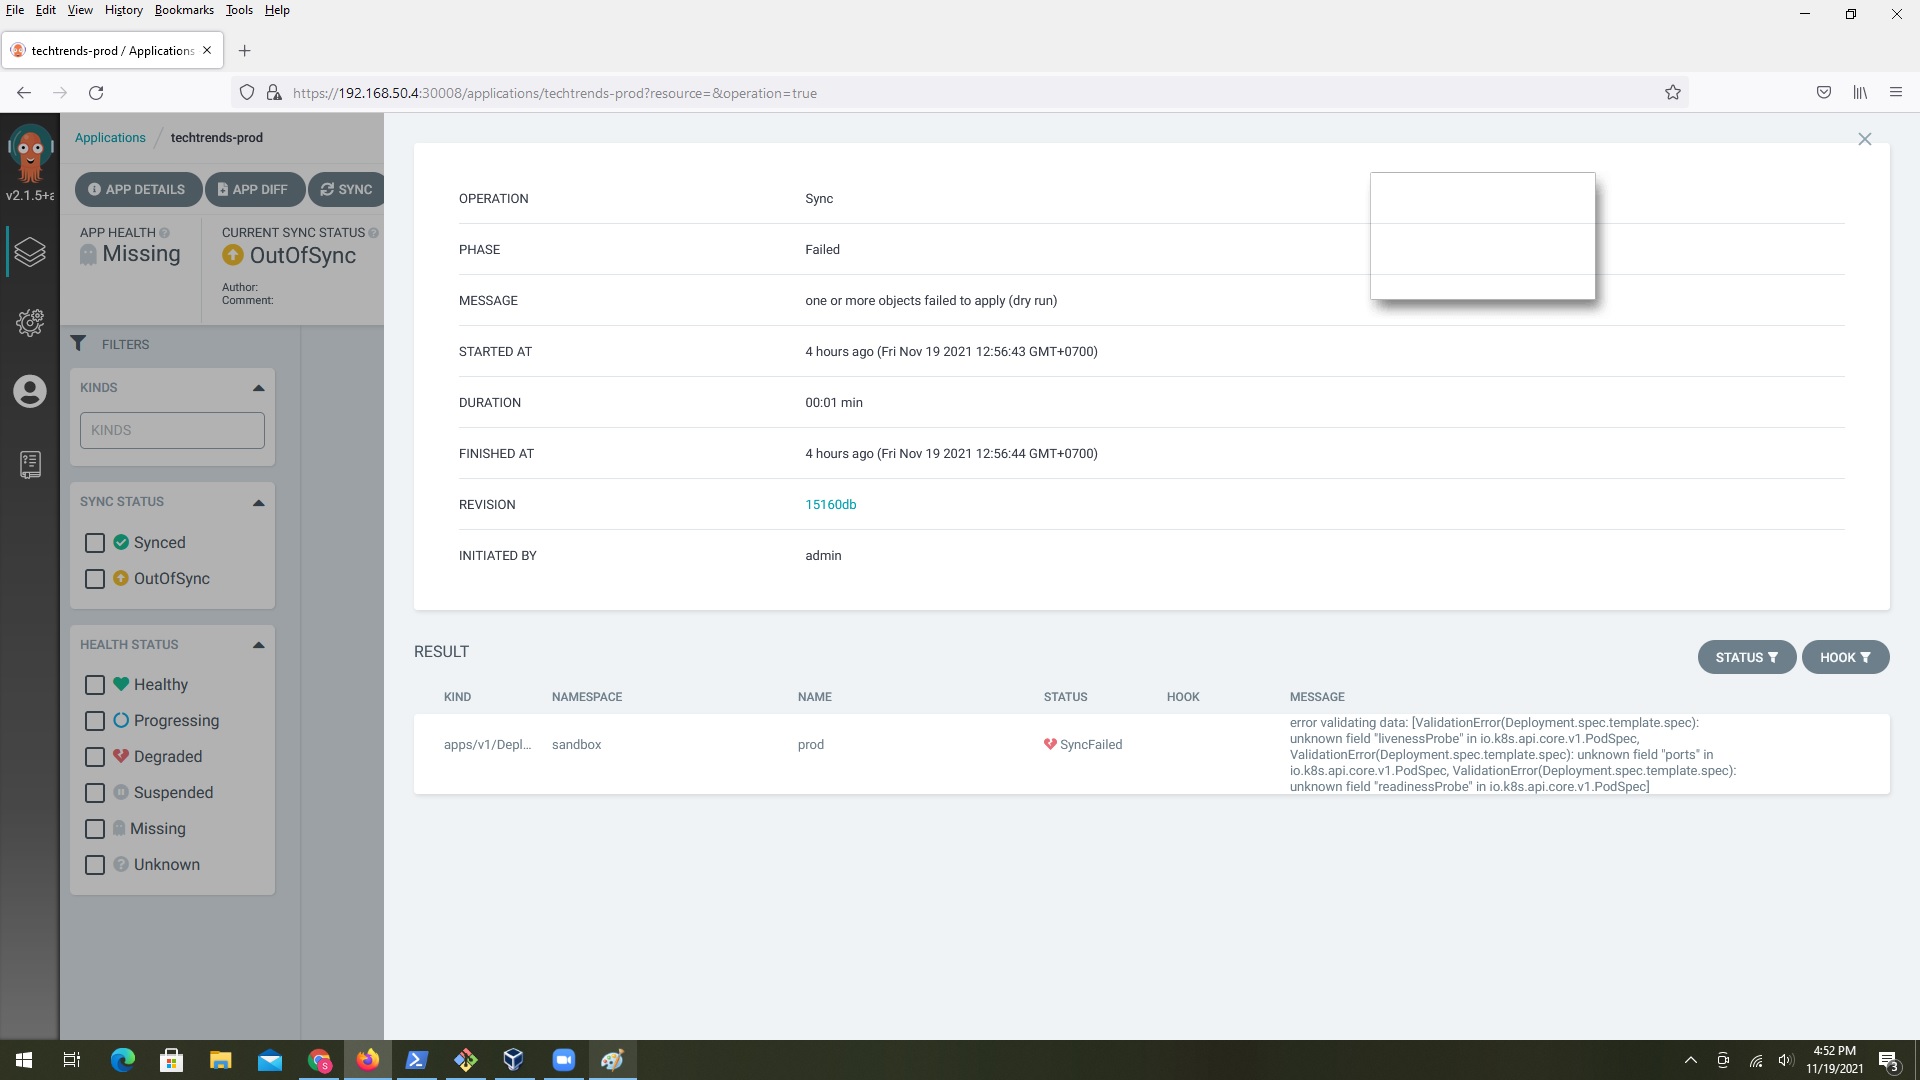 File Edit View History Bookmarks Tools Help
techtrends-prod / Applications
https://192.168.50.4:30008/applications/techtrends-prod?resource=&operation=true
v2.1.5+a
Applications / techtrends-prod
APP DETAILS APP DIFF SYNC
APP HEALTH
Missing
CURRENT SYNC STATUS
OutOfSync
Author:
Comment:
FILTERS
KINDS
KINDS
SYNC STATUS
Synced
OutOfSync
HEALTH STATUS
Healthy
Progressing
Degraded
Suspended
Missing
Unknown
OPERATION Sync
PHASE Failed
MESSAGE one or more objects failed to apply (dry run)
STARTED AT 4 hours ago (Fri Nov 19 2021 12:56:43 GMT+0700)
DURATION 00:01 min
FINISHED AT 4 hours ago (Fri Nov 19 2021 12:56:44 GMT+0700)
REVISION 15160db
INITIATED BY admin
RESULT
STATUS HOOK
KIND NAMESPACE NAME STATUS HOOK MESSAGE
apps/v1/Depl... sandbox prod SyncFailed
error validating data: [ValidationError(Deployment.spec.template.spec):
unknown field "livenessProbe" in io.k8s.api.core.v1.PodSpec,
ValidationError(Deployment.spec.template.spec): unknown field "ports" in
io.k8s.api.core.v1.PodSpec, ValidationError(Deployment.spec.template.spec):
unknown field "readinessProbe" in io.k8s.api.core.v1.PodSpec]
4:52 PM
11/19/2021
3